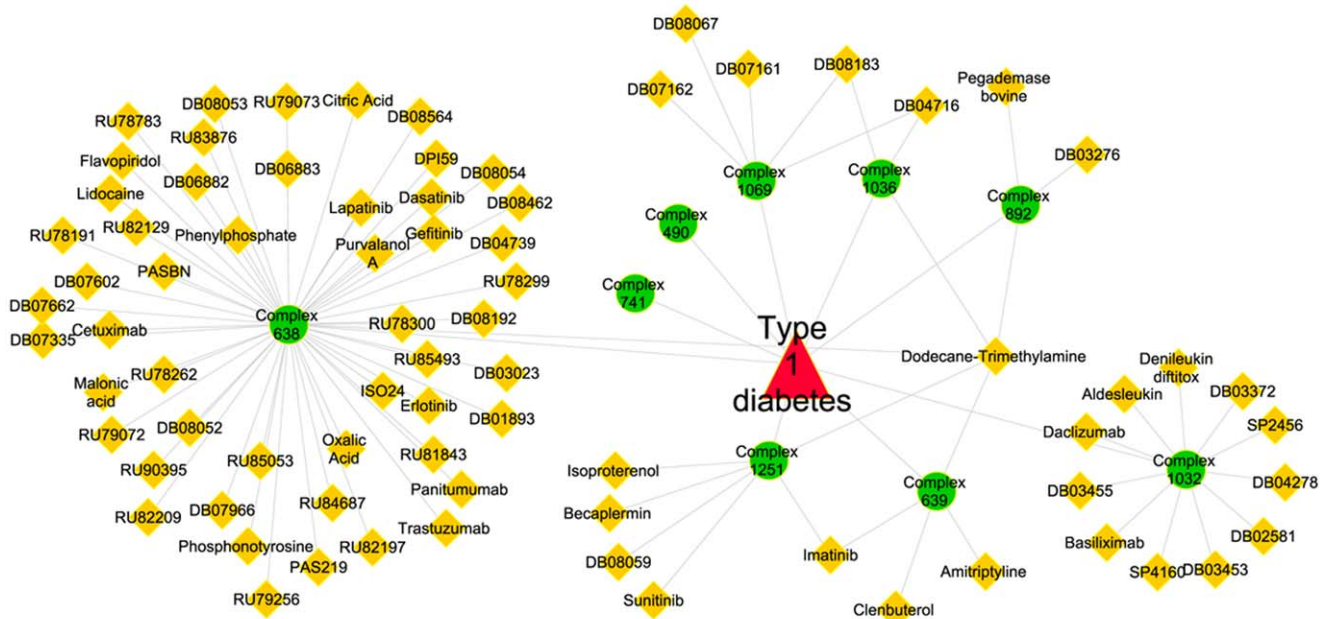 DB08067
DB07161
DB08183
DB07162
DB04716
Pegademase
bovine
DB03276
Complex
1069
Complex
1036
Complex
892
Complex
490
Complex
741
DB08053
RU79073
Citric Acid
DB08564
RU78783
RU83876
DPI59
Flavopiridol
DB06883
DB08054
DB06882
Lidocaine
Dasatinib
DB08462
Lapatinib
RU82129
Phenylphosphate
RU78191
Purvalanol
A
Gefitinib
DB04739
PASBN
DB07602
RU78299
DB07662
Complex
638
RU78300
DB08192
DB07335
Cetuximab
RU85493
RU78262
DB03023
Malonic
acid
ISO24
Erlotinib
DB01893
RU79072
DB08052
Oxalic
Acid
RU81843
RU90395
RU85053
Panitumumab
RU84687
RU82209
DB07966
Trastuzumab
Phosphonotyrosine
RU82197
PAS219
RU79256
Type
1
diabetes
Dodecane-Trimethylamine
Complex
1251
Isoproterenol
Becaplermin
DB08059
Sunitinib
Imatinib
Complex
639
Amitriptyline
Clenbuterol
Denileukin
diftitox
Aldesleukin
DB03372
SP2456
Daclizumab
Complex
1032
DB04278
DB03455
DB02581
Basiliximab
SP4160
DB03453